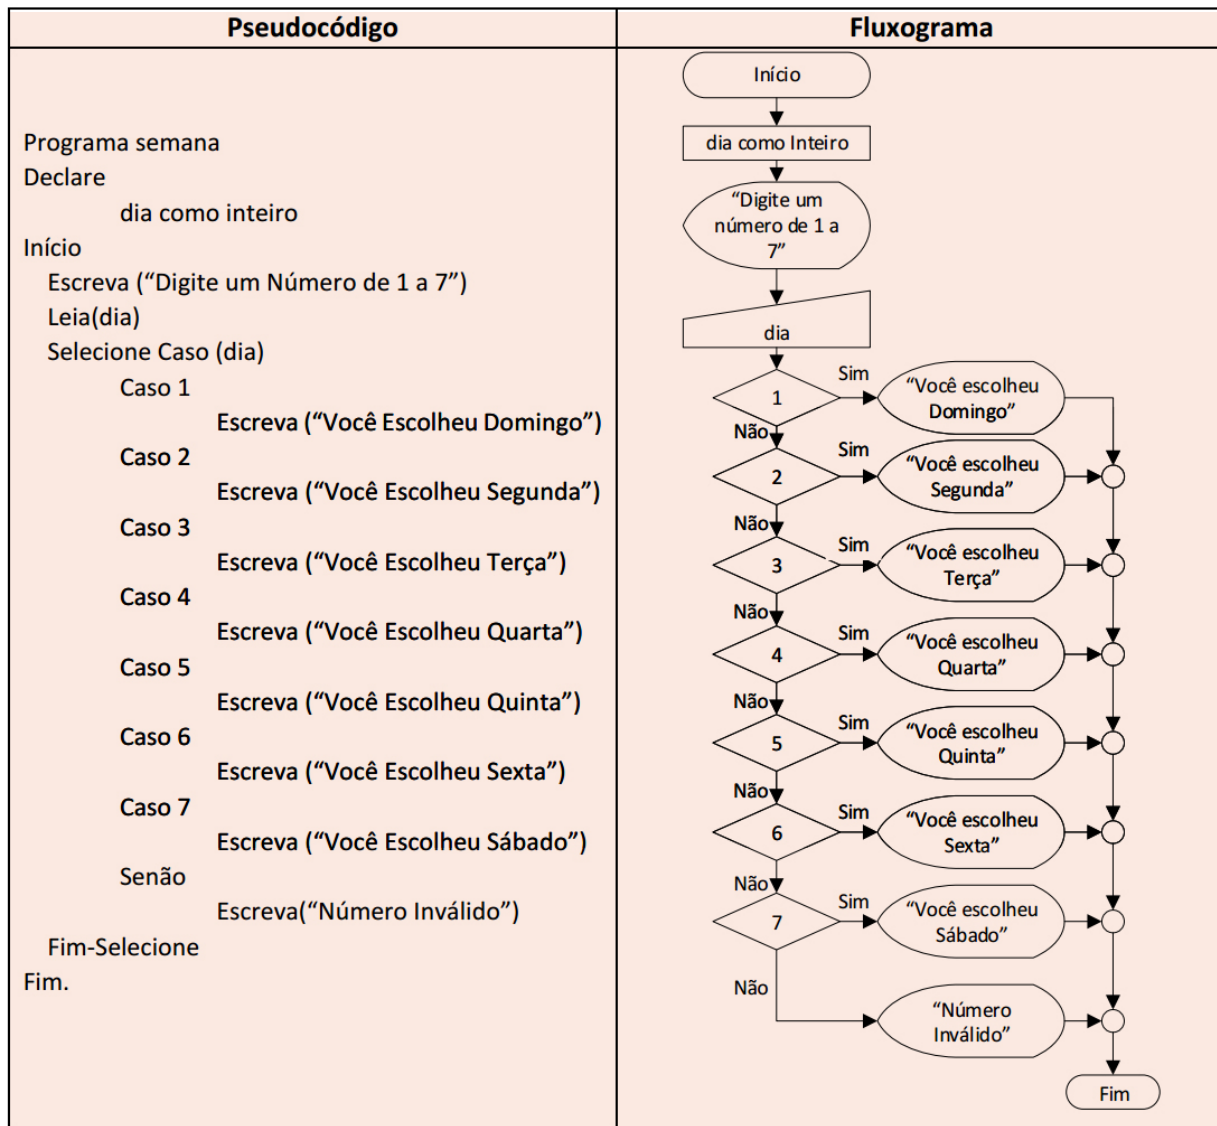 Pseudocódigo
Programa semana
Declare
dia como inteiro
Início
Escreva (“Digite um Número de 1 a 7”)
Leia(dia)
Selecione Caso (dia)
Caso 1
Escreva (“Você Escolheu Domingo”)
Caso 2
Escreva (“Você Escolheu Segunda”)
Caso 3
Escreva (“Você Escolheu Terça”)
Caso 4
Escreva (“Você Escolheu Quarta”)
Caso 5
Escreva (“Você Escolheu Quinta”)
Caso 6
Escreva (“Você Escolheu Sexta”)
Caso 7
Escreva (“Você Escolheu Sábado”)
Senão
Escreva(“Número Inválido”)
Fim-Selecione
Fim.
Fluxograma
Início
dia como Inteiro
“Digite um
número de 1 a
7”
dia
1
Sim
“Você escolheu
Domingo”
Não
2
Sim
“Você escolheu
Segunda”
Não
3
Sim
“Você escolheu
Terça”
Não
4
Sim
“Você escolheu
Quarta”
Não
5
Sim
“Você escolheu
Quinta”
Não
6
Sim
“Você escolheu
Sexta”
Não
7
Sim
“Você escolheu
Sábado”
Não
“Número
Inválido”
Fim